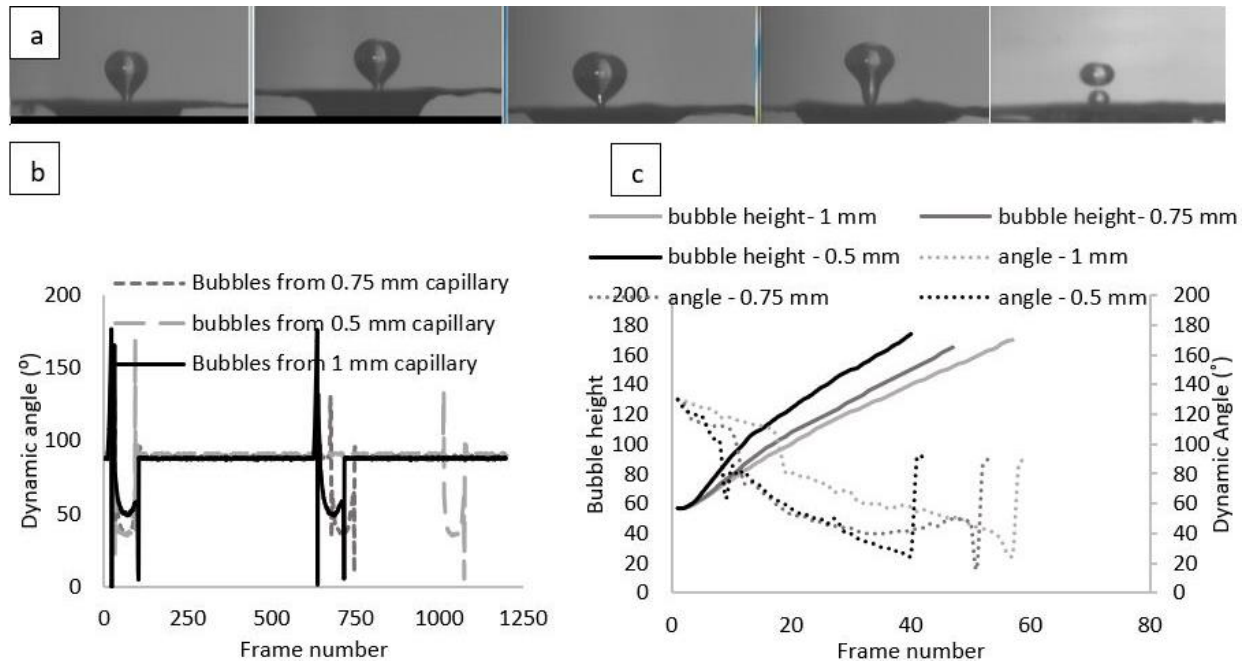 a
b
c
bubble height- 1 mm
bubble height- 0.75 mm
bubble height - 0.5 mm
angle - 1 mm
angle - 0.75 mm
angle - 0.5 mm
Bubbles from 0.75 mm capillary
bubbles from 0.5 mm capillary
Bubbles from 1 mm capillary
Dynamic angle (⁰)
200
150
100
50
0
0 250 500 750 1000 1250
Frame number
Bubble height
200
180
160
140
120
100
80
60
40
20
0
Dynamic Angle (°)
200
180
160
140
120
100
80
60
40
20
0
0 20 40 60 80
Frame number